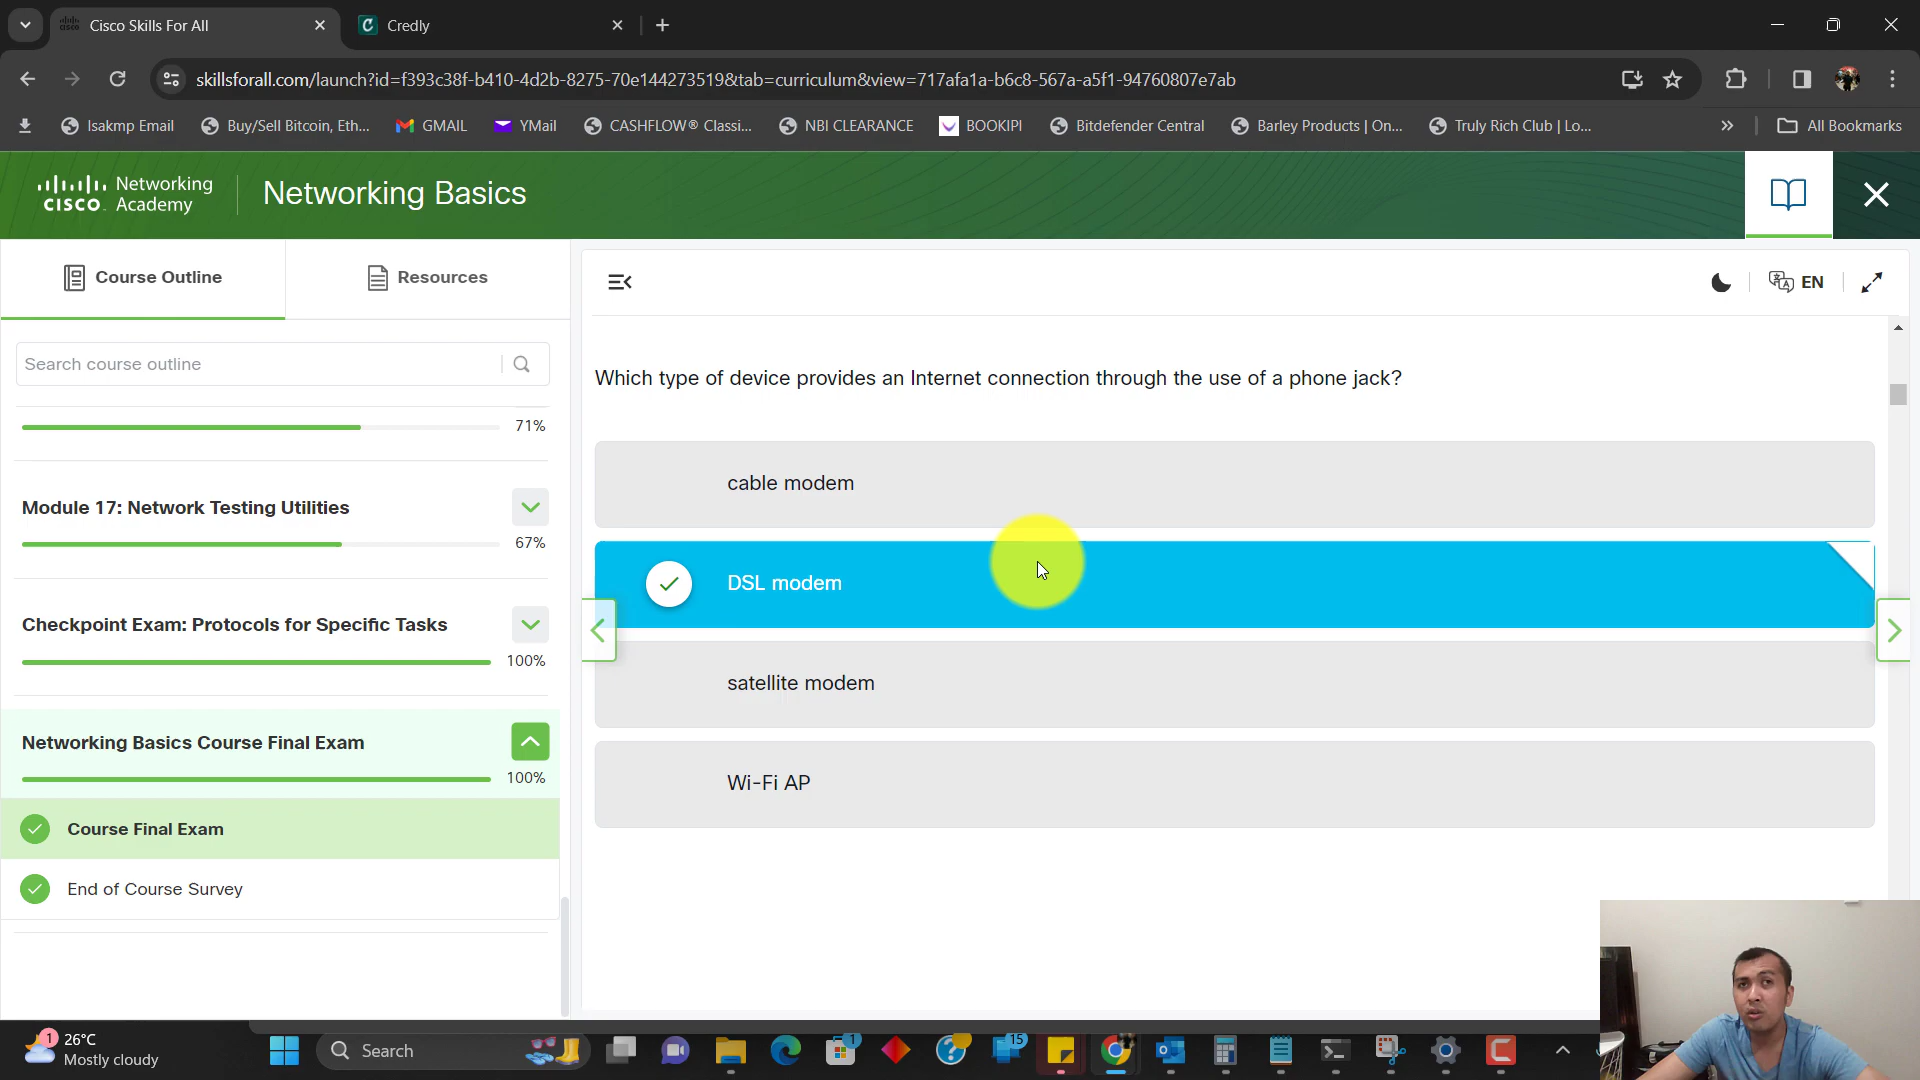 Cisco Skills For All
Credly
skillsforall.com/launch?id=f393c38f-b410-4d2b-8275-70e144273519&tab=curriculum&view=717afa1a-b6c8-567a-a5f1-94760807e7ab
Isakmp Email
Buy/Sell Bitcoin, Eth...
GMAIL
YMail
CASHFLOW® Classi...
NBI CLEARANCE
BOOKIPI
Bitdefender Central
Barley Products | On...
Truly Rich Club | Lo...
All Bookmarks
CISCO
Networking
Academy
Networking Basics
Course Outline
Resources
EN
Search course outline
71%
Module 17: Network Testing Utilities
67%
Checkpoint Exam: Protocols for Specific Tasks
100%
Networking Basics Course Final Exam
100%
Course Final Exam
End of Course Survey
Which type of device provides an Internet connection through the use of a phone jack?
cable modem
DSL modem
satellite modem
Wi-Fi AP
1
26°C
Mostly cloudy
Search
1
15